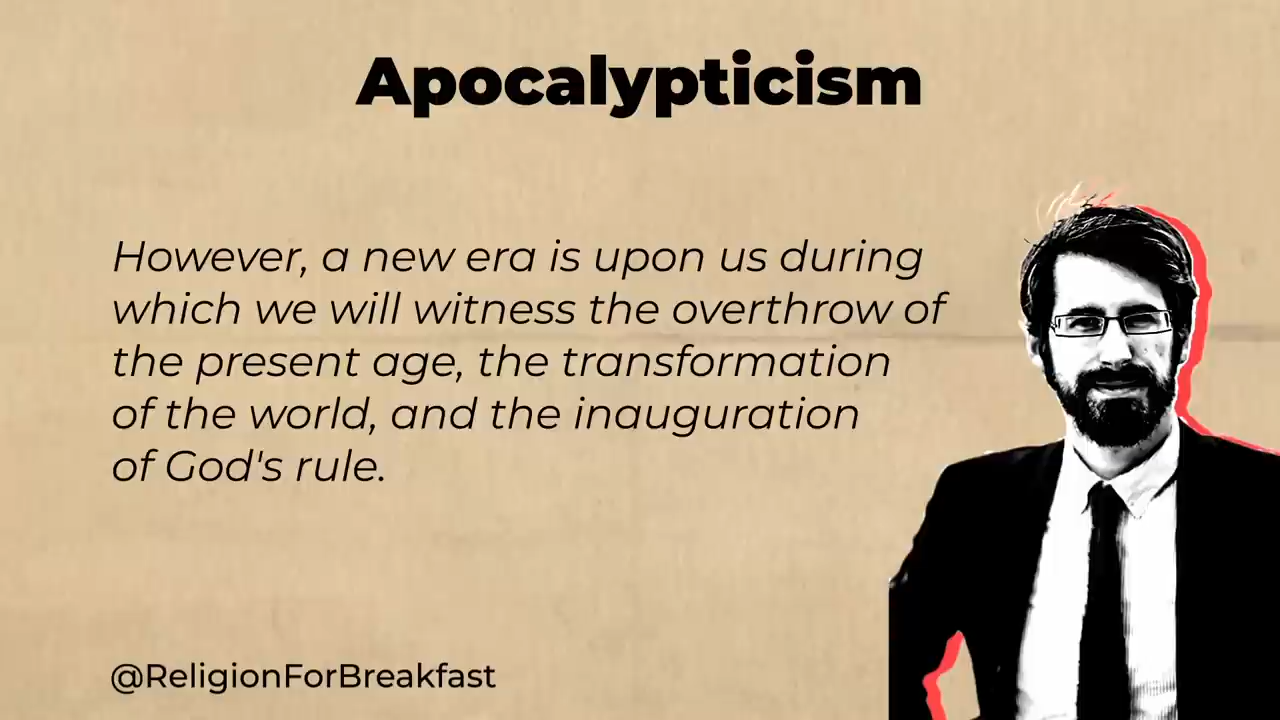 Apocalypticism
However, a new era is upon us during
which we will witness the overthrow of
the present age, the transformation
of the world, and the inauguration
of God's rule.
@ReligionForBreakfast